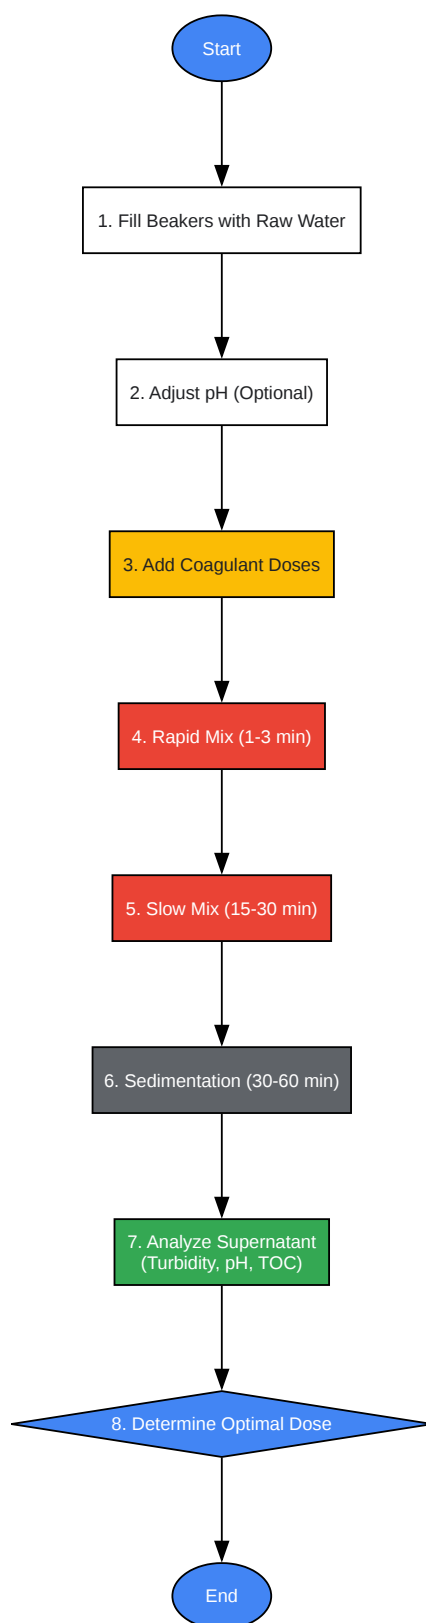 Start
1. Fill Beakers with Raw Water
2. Adjust pH (Optional)
3. Add Coagulant Doses
4. Rapid Mix (1-3 min)
5. Slow Mix (15-30 min)
6. Sedimentation (30-60 min)
7. Analyze Supernatant
(Turbidity, pH, TOC)
8. Determine Optimal Dose
End